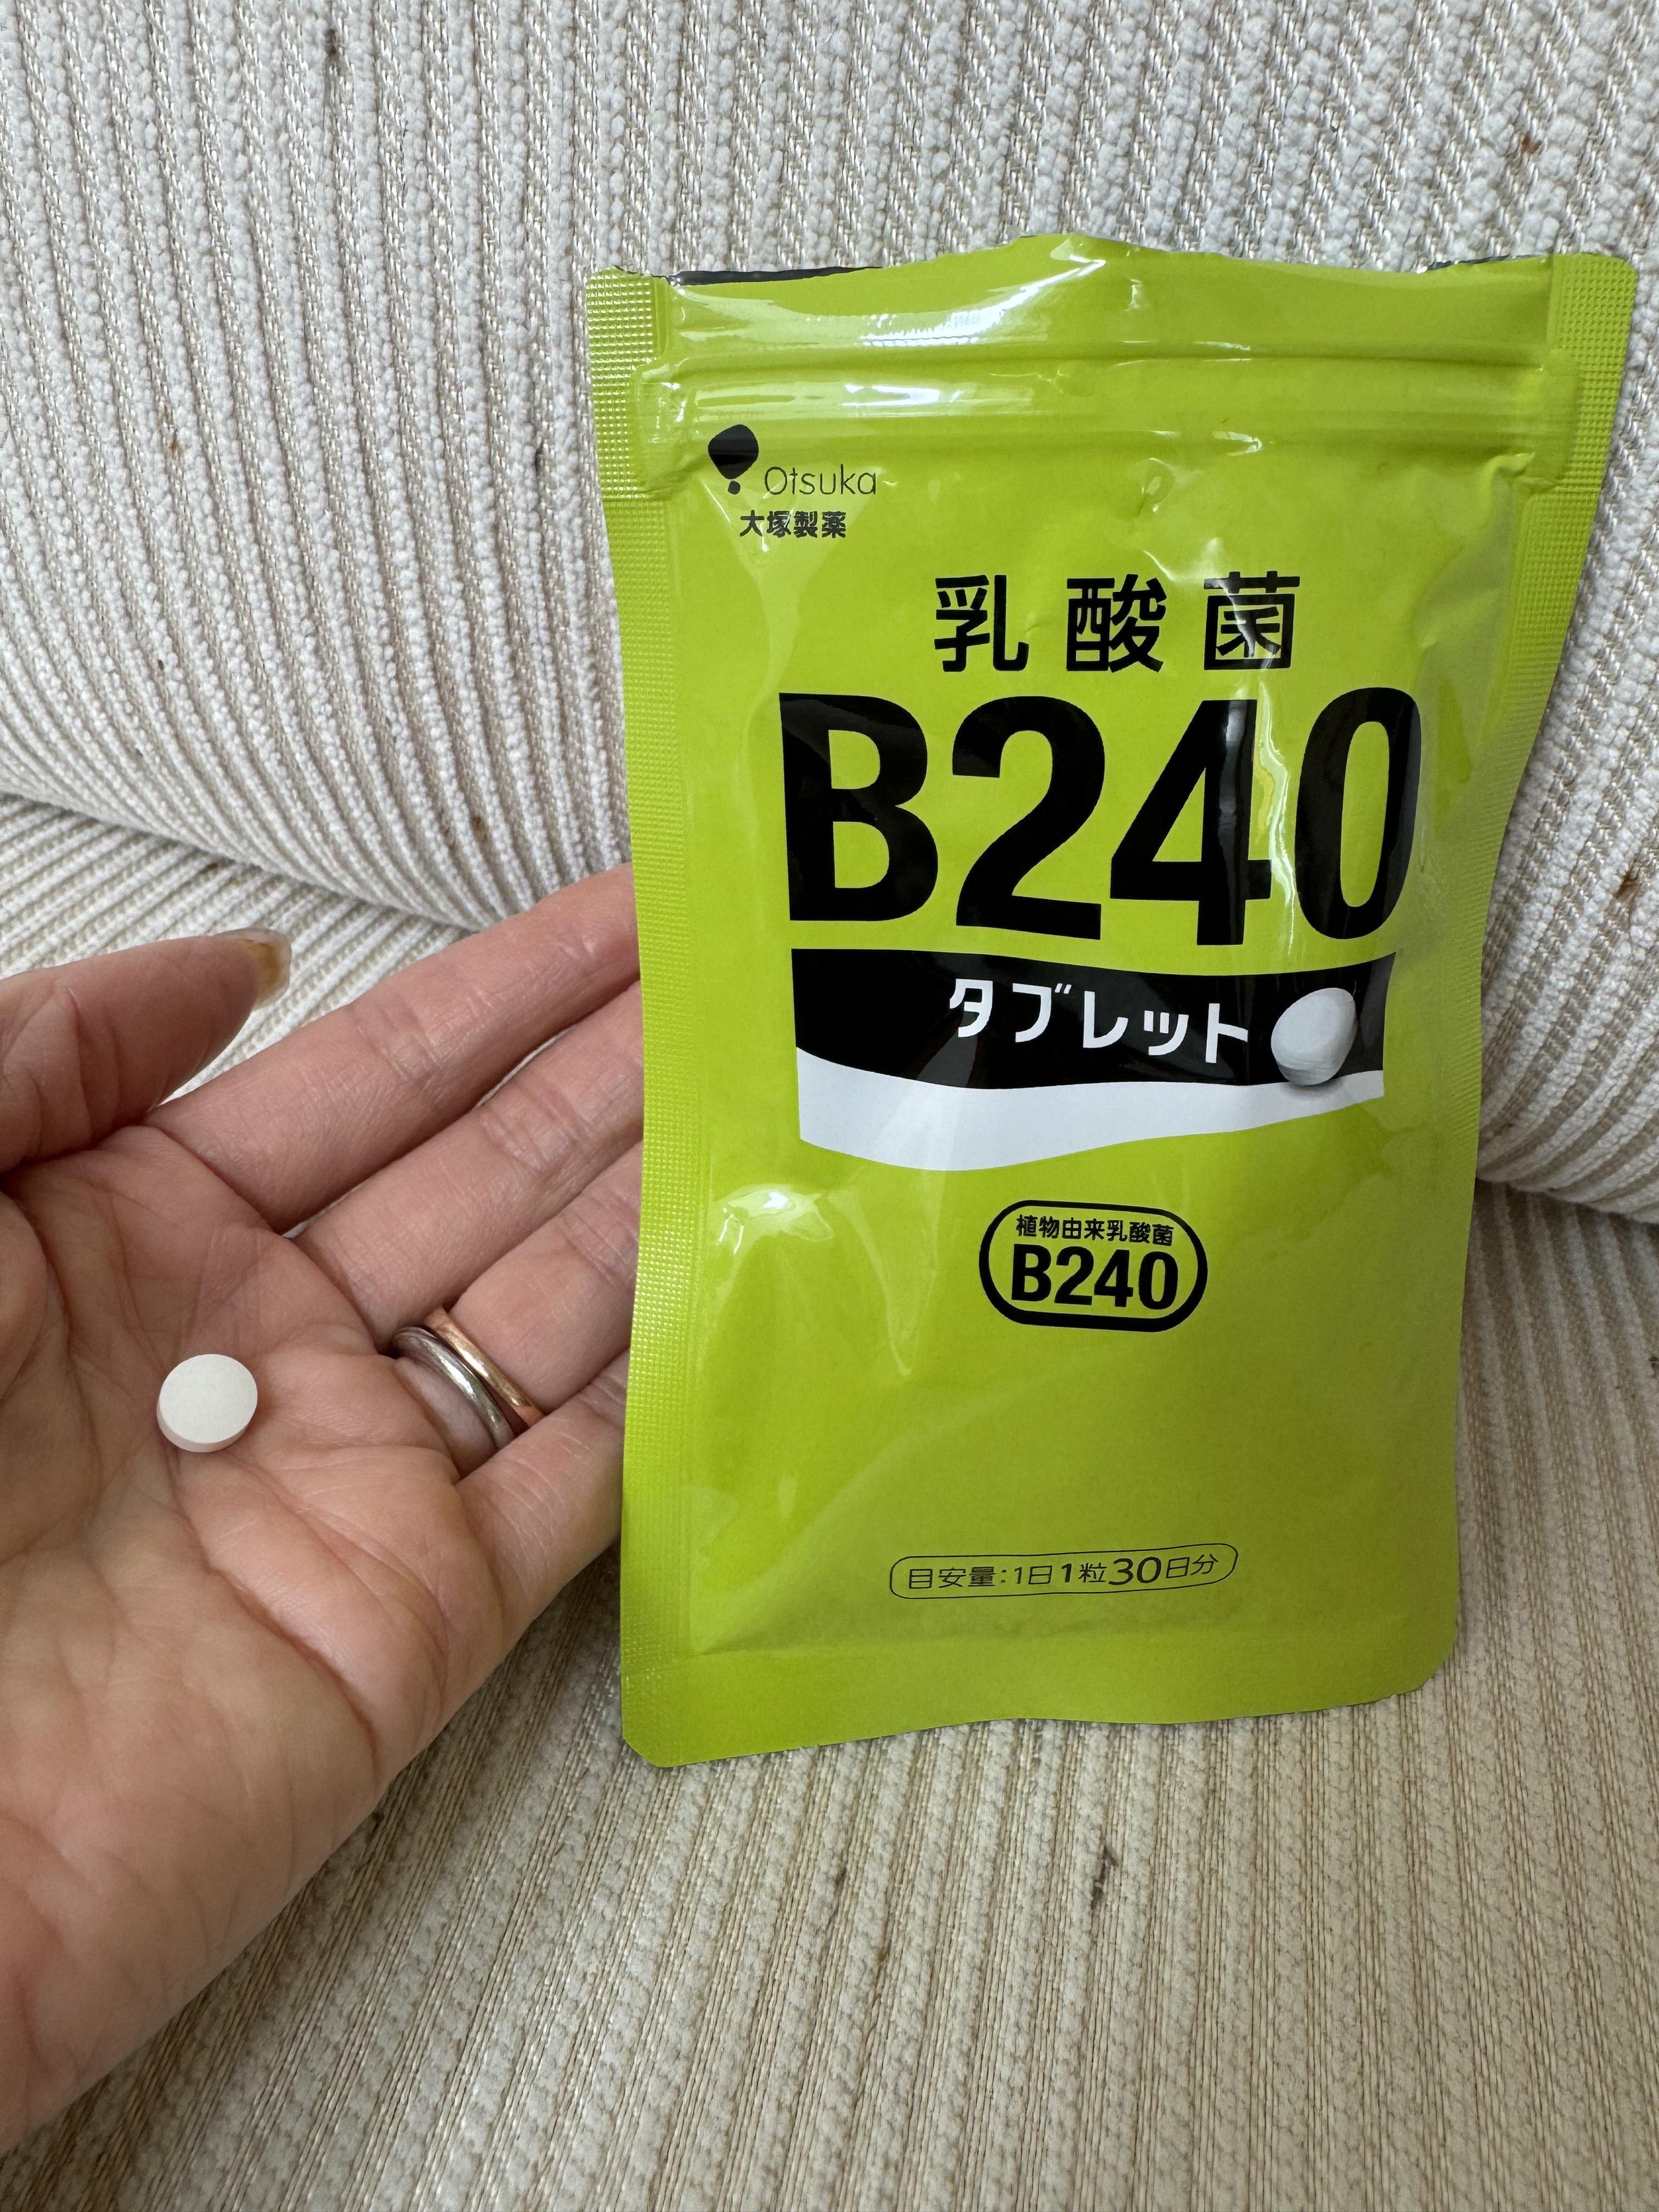 Otsuka
大塚製薬
乳酸菌
B240
タブレット
植物由来乳酸菌
B240
目安量:1日1粒30日分